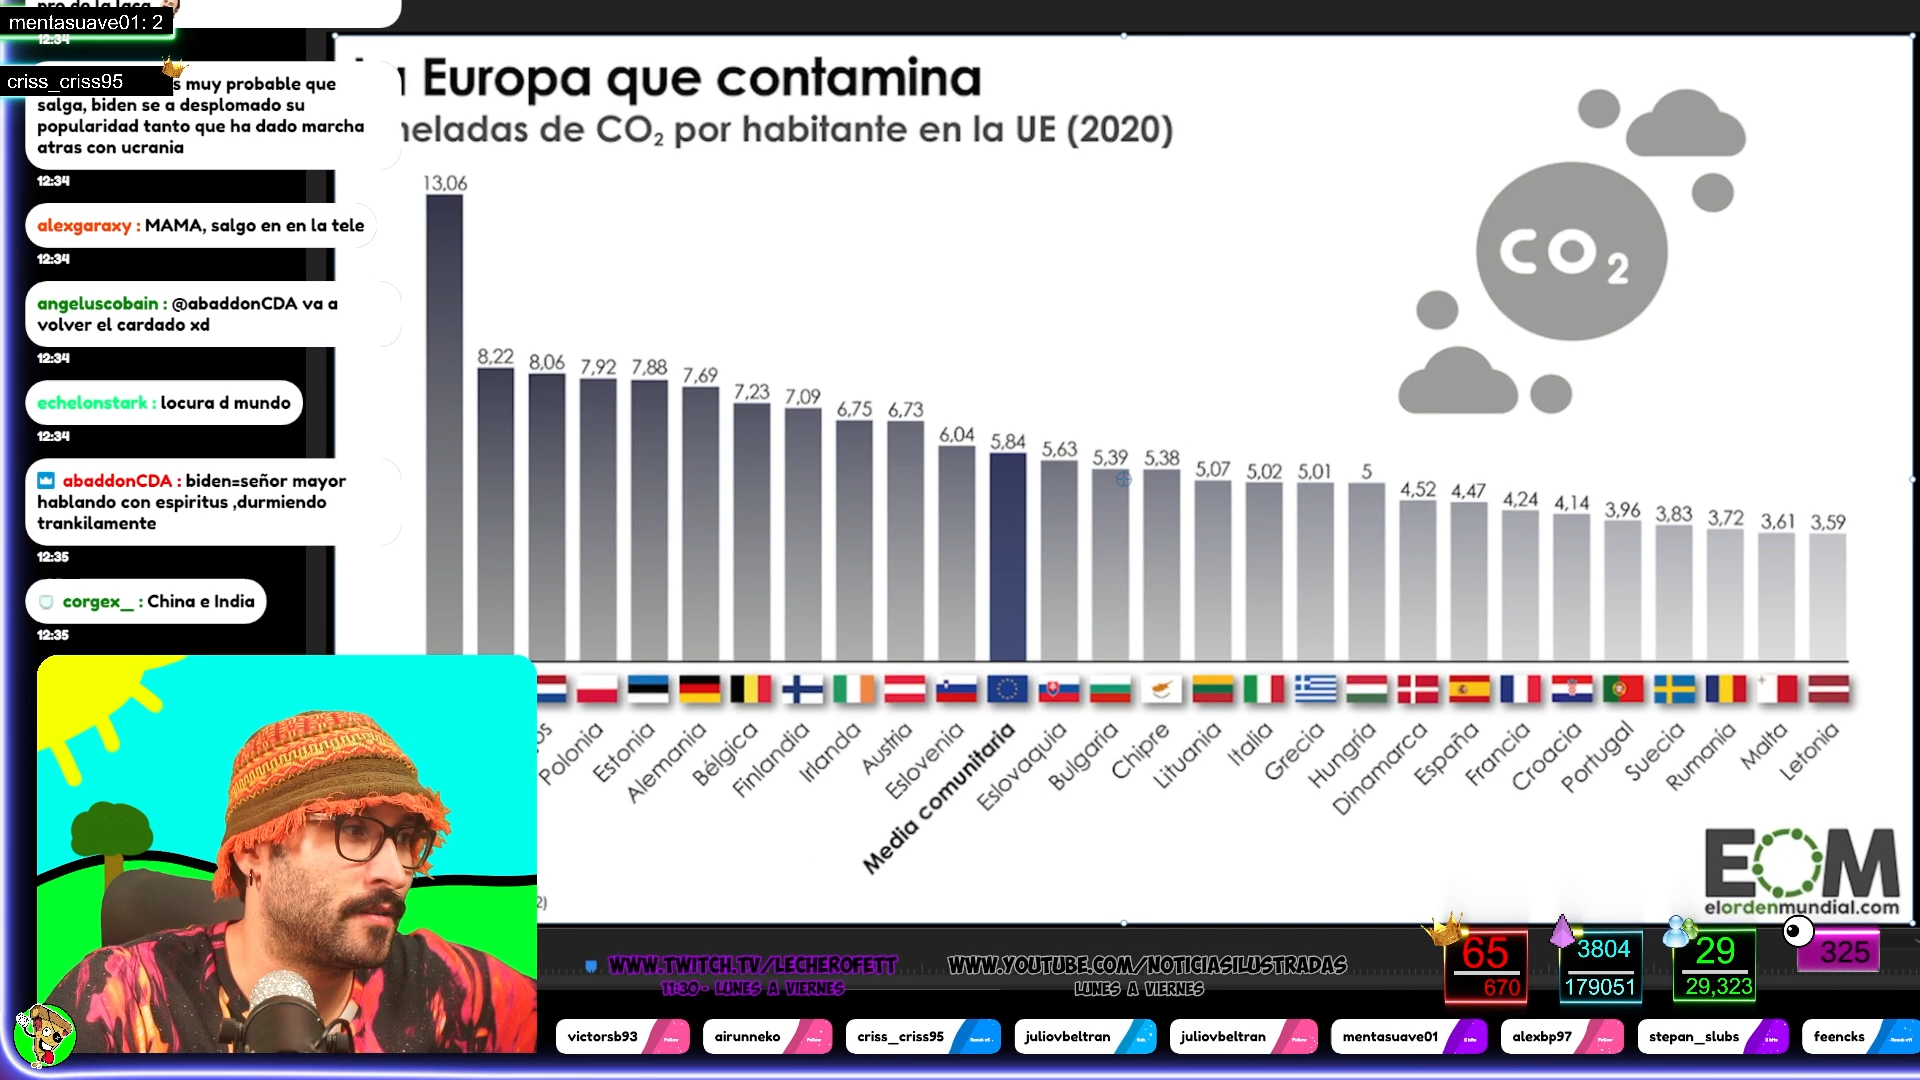 mentasuave01: 2
12:34
criss_criss95
s muy probable que
salga, biden se a desplomado su
popularidad tanto que ha dado marcha
atras con ucrania
12:34
alexgaraxy : MAMA, salgo en en la tele
12:34
angeluscobain : @abaddonCDA va a
volver el cardado xd
12:34
echelonstark : locura d mundo
12:34
abaddonCDA : biden=señor mayor
hablando con espiritus ,durmiendo
trankilamente
12:35
corgex_ : China e India
12:35
Europa que contamina
neladas de CO₂ por habitante en la UE (2020)
CO₂
13,06
8,22
8,06
7,92
7,88
7,69
7,23
7,09
6,75
6,73
6,04
5,84
5,63
5,39
5,38
5,07
5,02
5,01
5
4,52
4,47
4,24
4,14
3,96
3,83
3,72
3,61
3,59
os
Polonia
Estonia
Alemania
Bélgica
Finlandia
Irlanda
Austria
Eslovenia
Media comunitaria
Eslovaquia
Bulgaria
Chipre
Lituania
Italia
Grecia
Hungría
Dinamarca
España
Francia
Croacia
Portugal
Suecia
Rumanía
Malta
Letonia
2)
EOM
elordenmundial.com
WWW.TWITCH.TV/LECHEROFETT
11:30 - LUNES A VIERNES
WWW.YOUTUBE.COM/NOTICIASILUSTRADAS
LUNES A VIERNES
65
670
3804
179051
29
29,323
325
victorsb93 Follow
airunneko Follow
criss_criss95
juliovbeltran
juliovbeltran Follow
mentasuave01
alexbp97 Follow
stepan_slubs
feencks